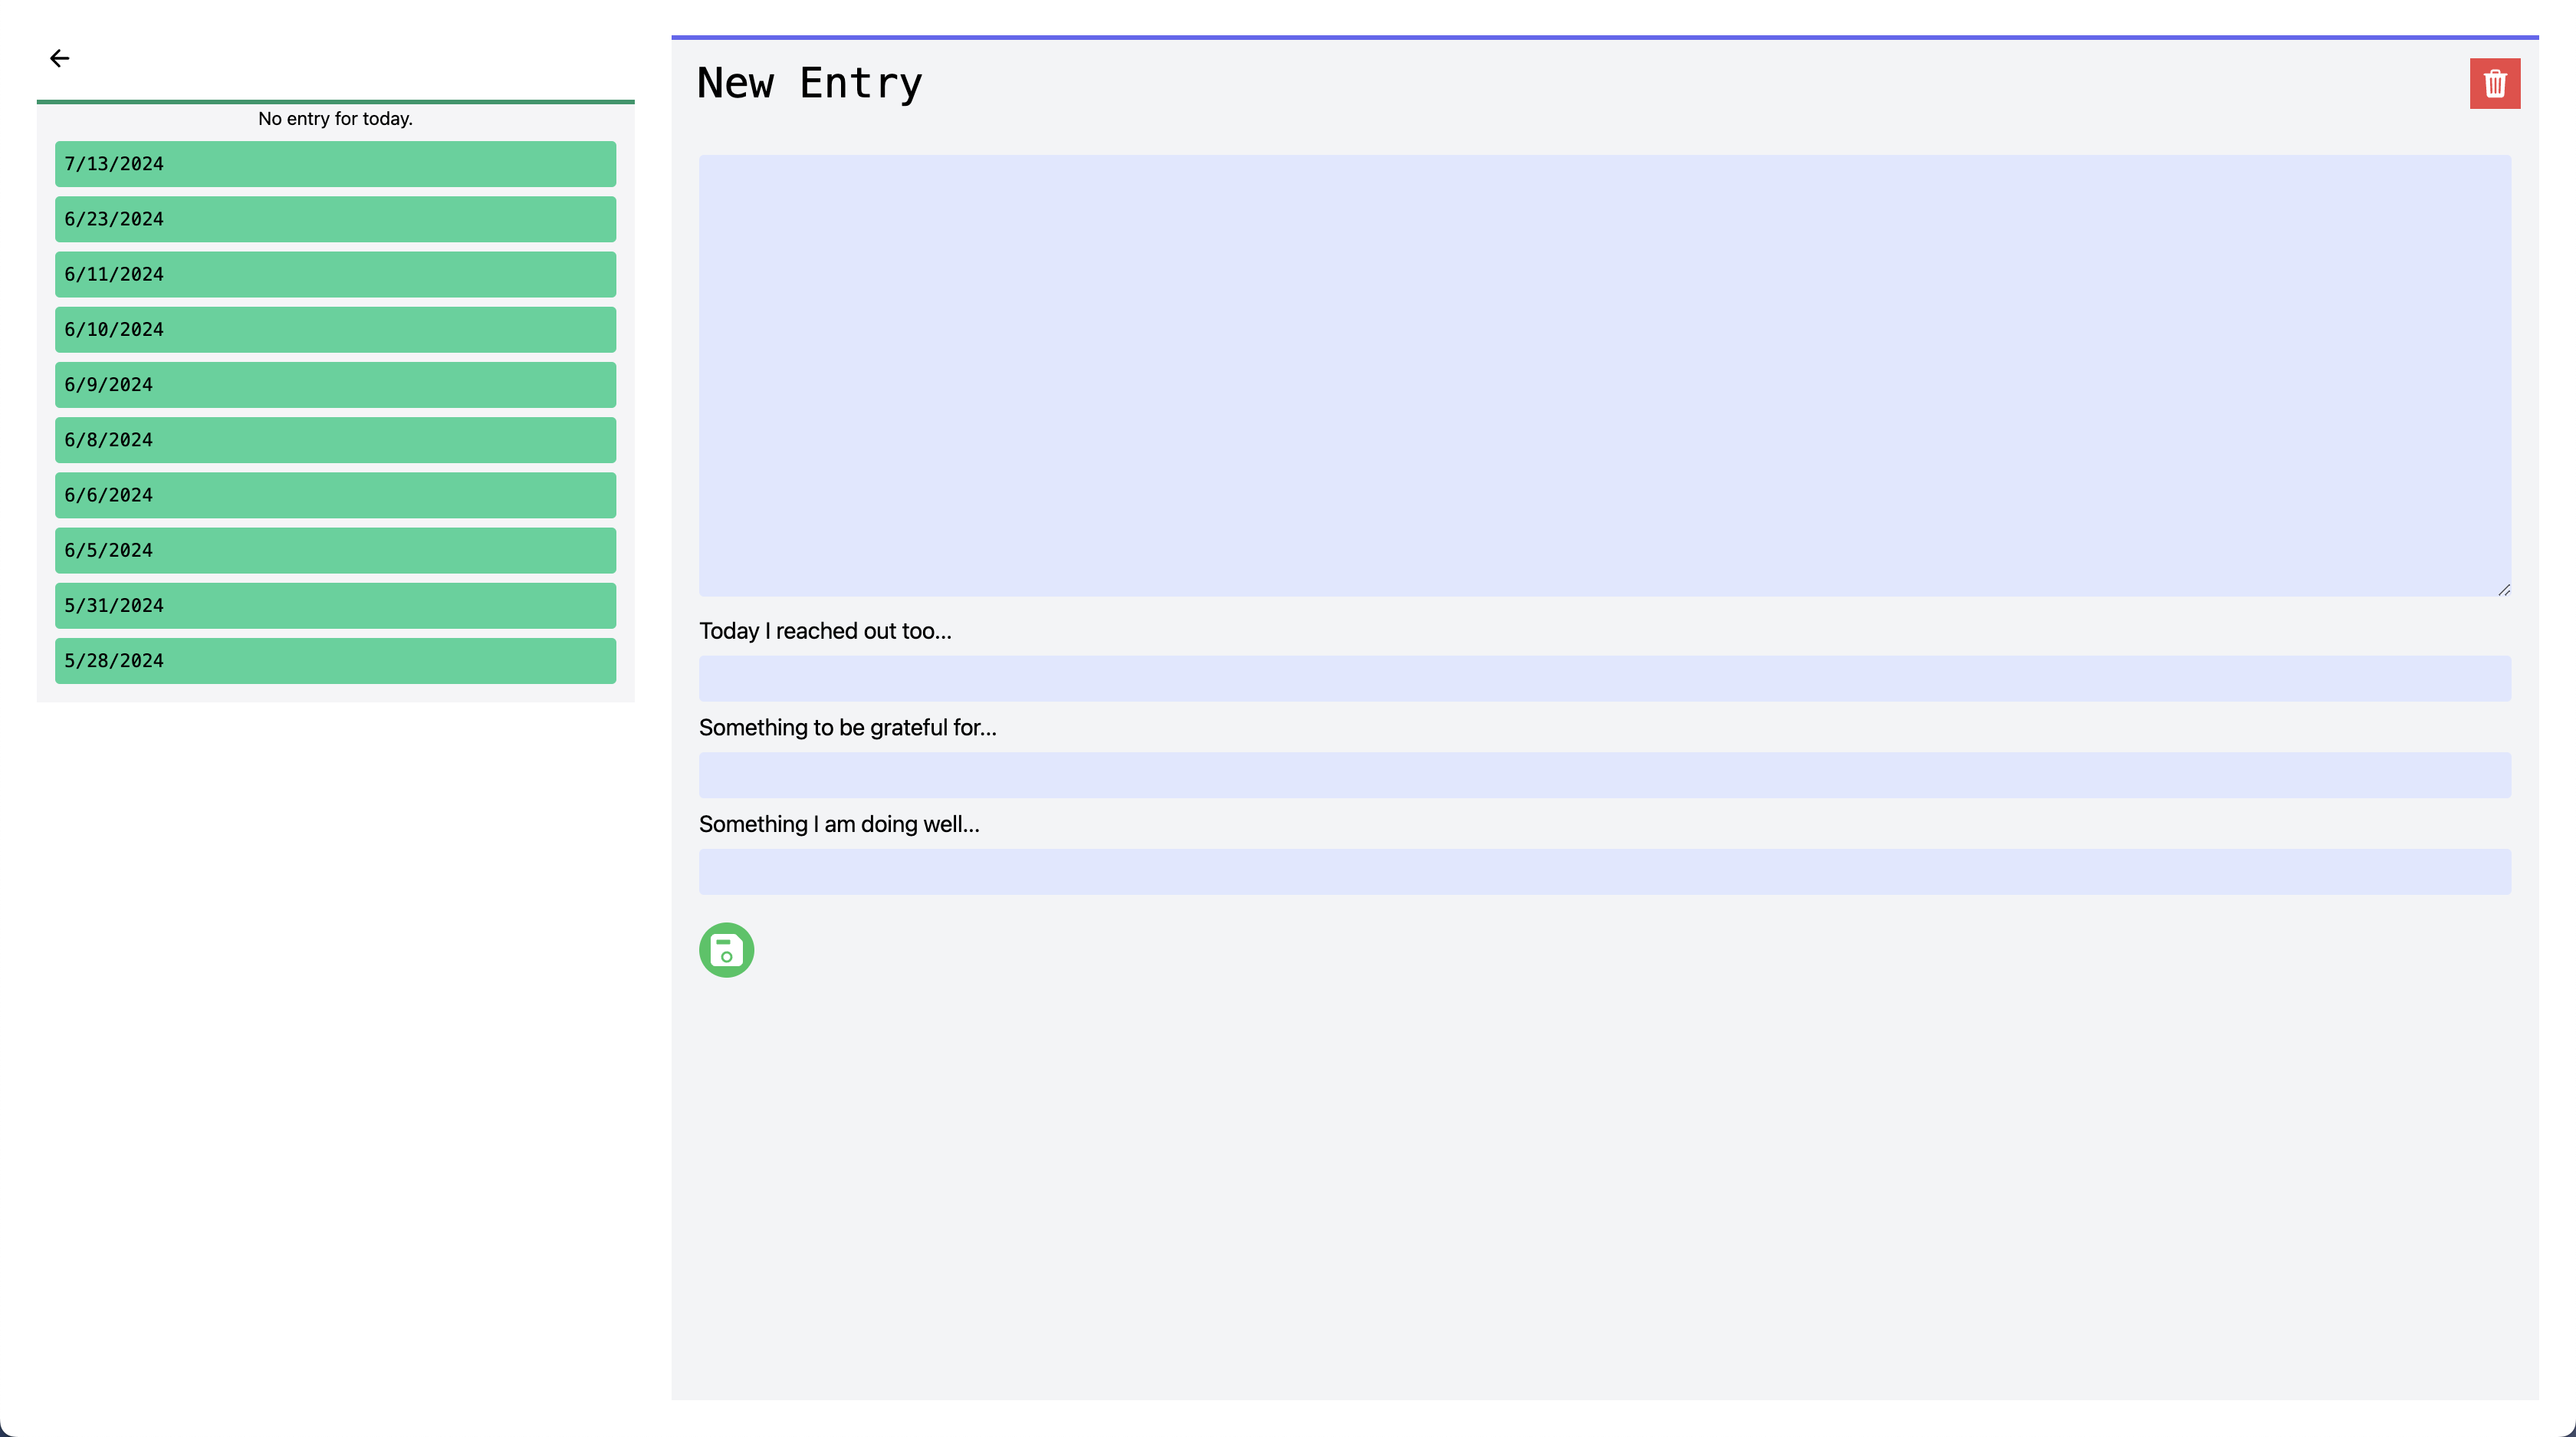 No entry for today.
7/13/2024
6/23/2024
6/11/2024
6/10/2024
6/9/2024
6/8/2024
6/6/2024
6/5/2024
5/31/2024
5/28/2024
New Entry
Today I reached out too...
Something to be grateful for...
Something I am doing well...